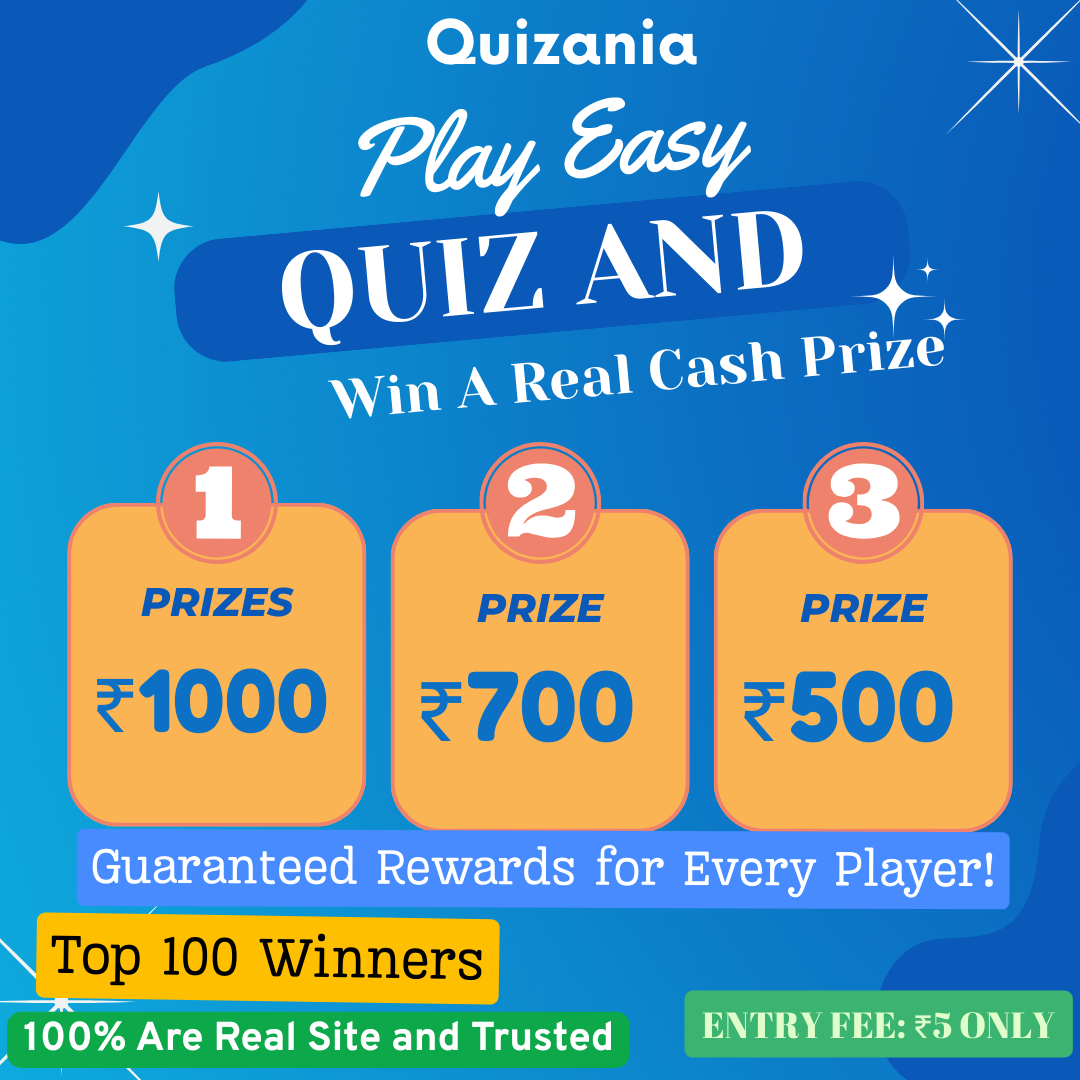 Quizania
Play Easy
QUIZ AND
Win A Real Cash Prize
1 2 3
PRIZES PRIZE PRIZE
₹1000 ₹700 ₹500
Guaranteed Rewards for Every Player!
Top 100 Winners
100% Are Real Site and Trusted
ENTRY FEE: ₹5 ONLY